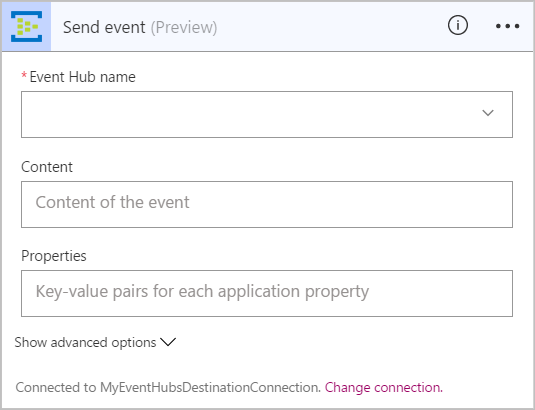 Send event (Preview)
* Event Hub name
Content
Content of the event
Properties
Key-value pairs for each application property
Show advanced options
Connected to MyEventHubsDestinationConnection. Change connection.